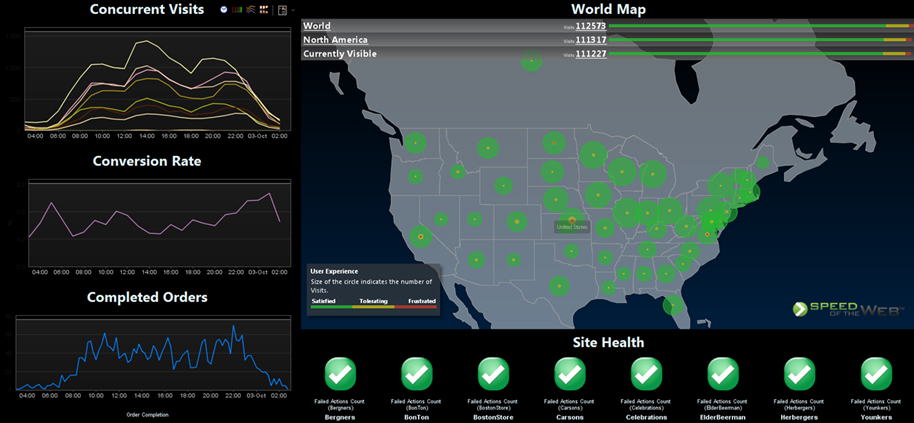 Concurrent Visits
04:00 06:00 08:00 10:00 12:00 14:00 16:00 18:00 20:00 22:00 03-Oct 02:00
Conversion Rate
04:00 06:00 08:00 10:00 12:00 14:00 16:00 18:00 20:00 22:00 03-Oct 02:00
Completed Orders
04:00 06:00 08:00 10:00 12:00 14:00 16:00 18:00 20:00 22:00 03-Oct 02:00
Order Completion
World Map
World Visits 112573
North America Visits 111317
Currently Visible Visits 111227
United States
User Experience
Size of the circle indicates the number of
Visits.
Satisfied Tolerating Frustrated
SPEED
OF THE WEB
Site Health
Failed Actions Count Failed Actions Count Failed Actions Count Failed Actions Count Failed Actions Count Failed Actions Count Failed Actions Count Failed Actions Count
(Bergners) (BonTon) (BostonStore) (Carsons) (Celebrations) (ElderBeerman) (Herbergers) (Younkers)
Bergners BonTon BostonStore Carsons Celebrations ElderBeerman Herbergers Younkers